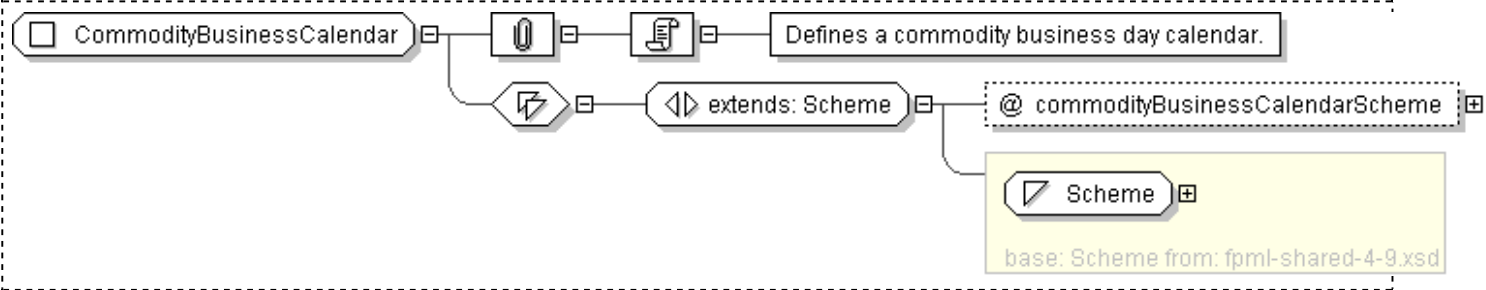 CommodityBusinessCalendar
Defines a commodity business day calendar.
extends: Scheme
@ commodityBusinessCalendarScheme
Scheme
base: Scheme from: fpml-shared-4-9.xsd